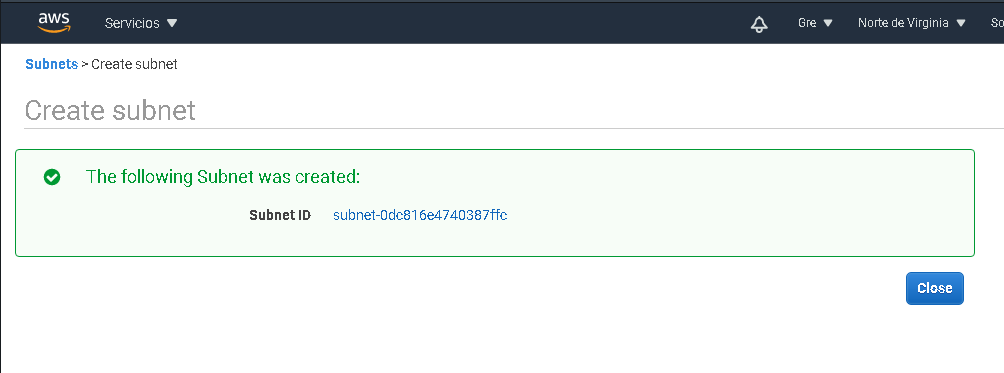 aws Servicios Gre Norte de Virginia So
Subnets > Create subnet
Create subnet
The following Subnet was created:
Subnet ID subnet-0dc816e4740387ffc
Close